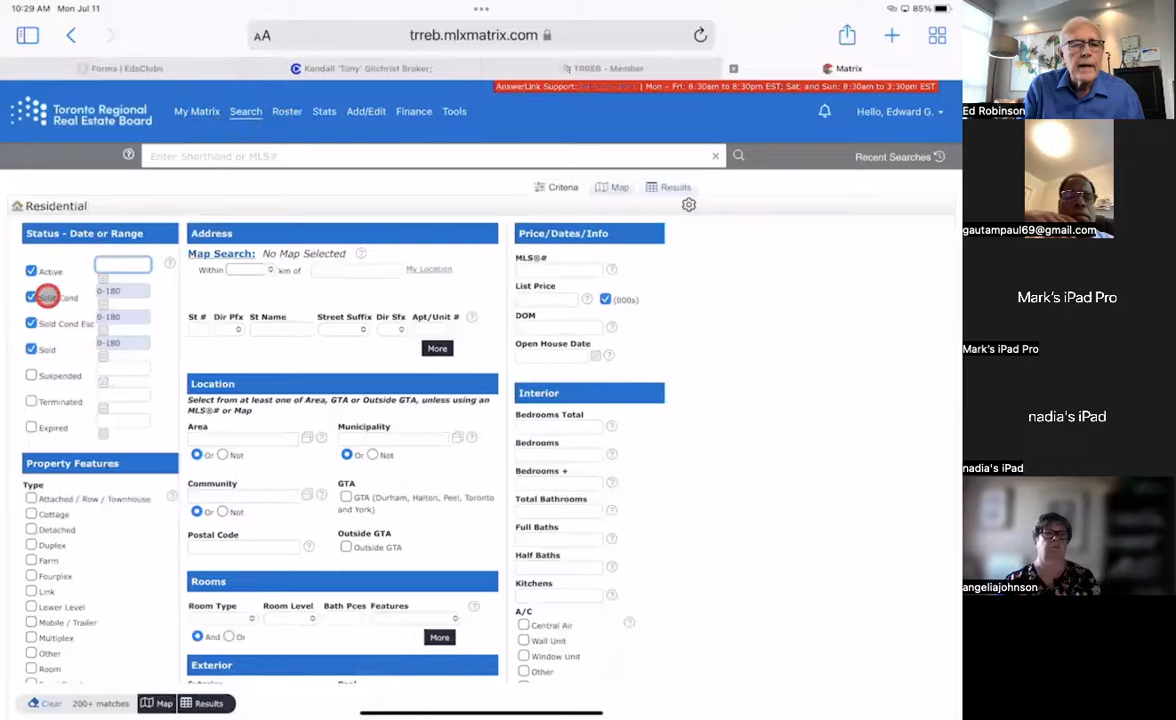 10:29 AM Mon Jul 11
85%
AA
trreb.mlxmatrix.com
Forms | EdsClubs
Kendall 'Tony' Gilchrist Broker;
TRREB - Member
Matrix
AnswerLink Support: | Mon - Fri: 8:30am to 8:30pm EST; Sat, and Sun: 8:30am to 3:30pm EST
Toronto Regional
Real Estate Board
My Matrix Search Roster Stats Add/Edit Finance Tools
Hello, Edward G.
Enter Shorthand or MLS#
Recent Searches
Criteria Map Results
Residential
Status - Date or Range
Active
Sold Cond 0-180
Sold Cond Esc 0-180
Sold 0-180
Suspended
Terminated
Expired
Property Features
Type
Attached / Row / Townhouse
Cottage
Detached
Duplex
Farm
Fourplex
Link
Lower Level
Mobile / Trailer
Multiplex
Other
Room
Address
Map Search: No Map Selected
Within km of My Location
St # Dir Pfx St Name Street Suffix Dir Sfx Apt/Unit #
More
Location
Select from at least one of Area, GTA or Outside GTA, unless using an
MLS®# or Map
Area Municipality
Or Not Or Not
Community GTA
GTA (Durham, Halton, Peel, Toronto
and York)
Or Not
Postal Code Outside GTA
Outside GTA
Rooms
Room Type Room Level Bath Pces Features
And Or
More
Exterior
Price/Dates/Info
MLS®#
List Price
(000s)
DOM
Open House Date
Interior
Bedrooms Total
Bedrooms
Bedrooms +
Total Bathrooms
Full Baths
Half Baths
Kitchens
A/C
Central Air
Wall Unit
Window Unit
Other
Clear 200+ matches Map Results
Ed Robinson
gautampaul69@gmail.com
Mark's iPad Pro
Mark's iPad Pro
nadia's iPad
nadia's iPad
angeliajohnson